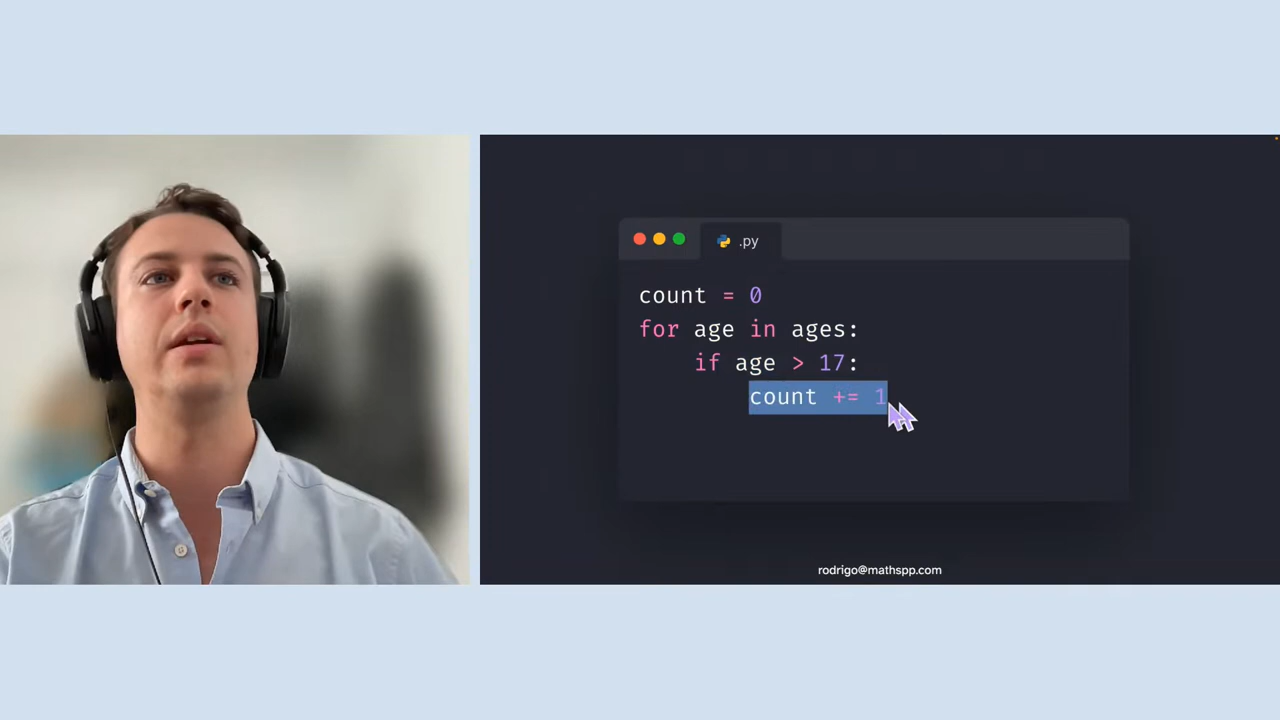 .py
count = 0
for age in ages:
    if age > 17:
        count += 1
rodrigo@mathspp.com